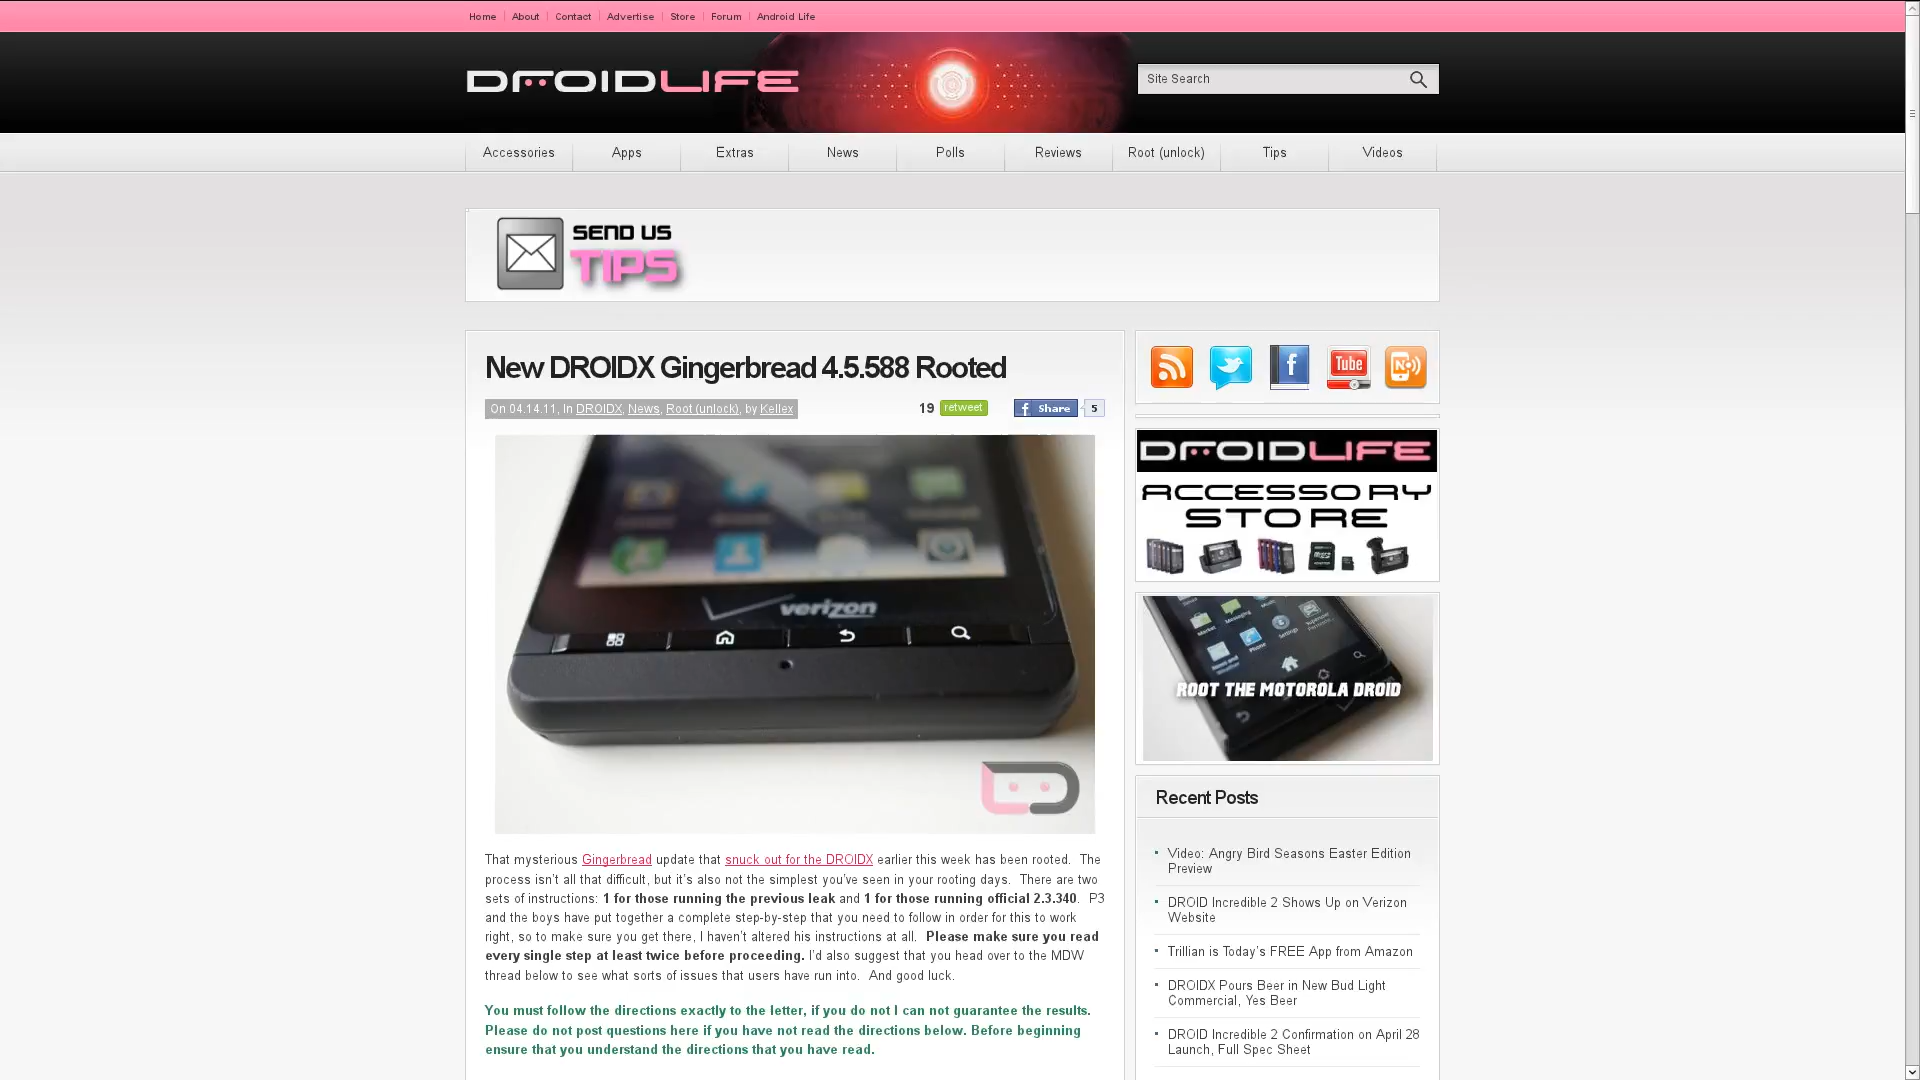 Home About Contact Advertise Store Forum Android Life
DROIDLIFE
Site Search
Accessories Apps Extras News Polls Reviews Root (unlock) Tips Videos
SEND US
TIPS
New DROIDX Gingerbread 4.5.588 Rooted
On 04.14.11, In DROIDX, News, Root (unlock), by Kellex
19 retweet
Share 5
verizon
That mysterious Gingerbread update that snuck out for the DROIDX earlier this week has been rooted. The
process isn't all that difficult, but it's also not the simplest you've seen in your rooting days. There are two
sets of instructions: 1 for those running the previous leak and 1 for those running official 2.3.340. P3
and the boys have put together a complete step-by-step that you need to follow in order for this to work
right, so to make sure you get there, I haven't altered his instructions at all. Please make sure you read
every single step at least twice before proceeding. I'd also suggest that you head over to the MDW
thread below to see what sorts of issues that users have run into. And good luck.
You must follow the directions exactly to the letter, if you do not I can not guarantee the results.
Please do not post questions here if you have not read the directions below. Before beginning
ensure that you understand the directions that you have read.
f
Tube
N
DROIDLIFE
ACCESSORY
STORE
Market
Messaging
Settings
Phone
ROOT THE MOTOROLA DROID
Recent Posts
Video: Angry Bird Seasons Easter Edition
Preview
DROID Incredible 2 Shows Up on Verizon
Website
Trillian is Today's FREE App from Amazon
DROIDX Pours Beer in New Bud Light
Commercial, Yes Beer
DROID Incredible 2 Confirmation on April 28
Launch, Full Spec Sheet